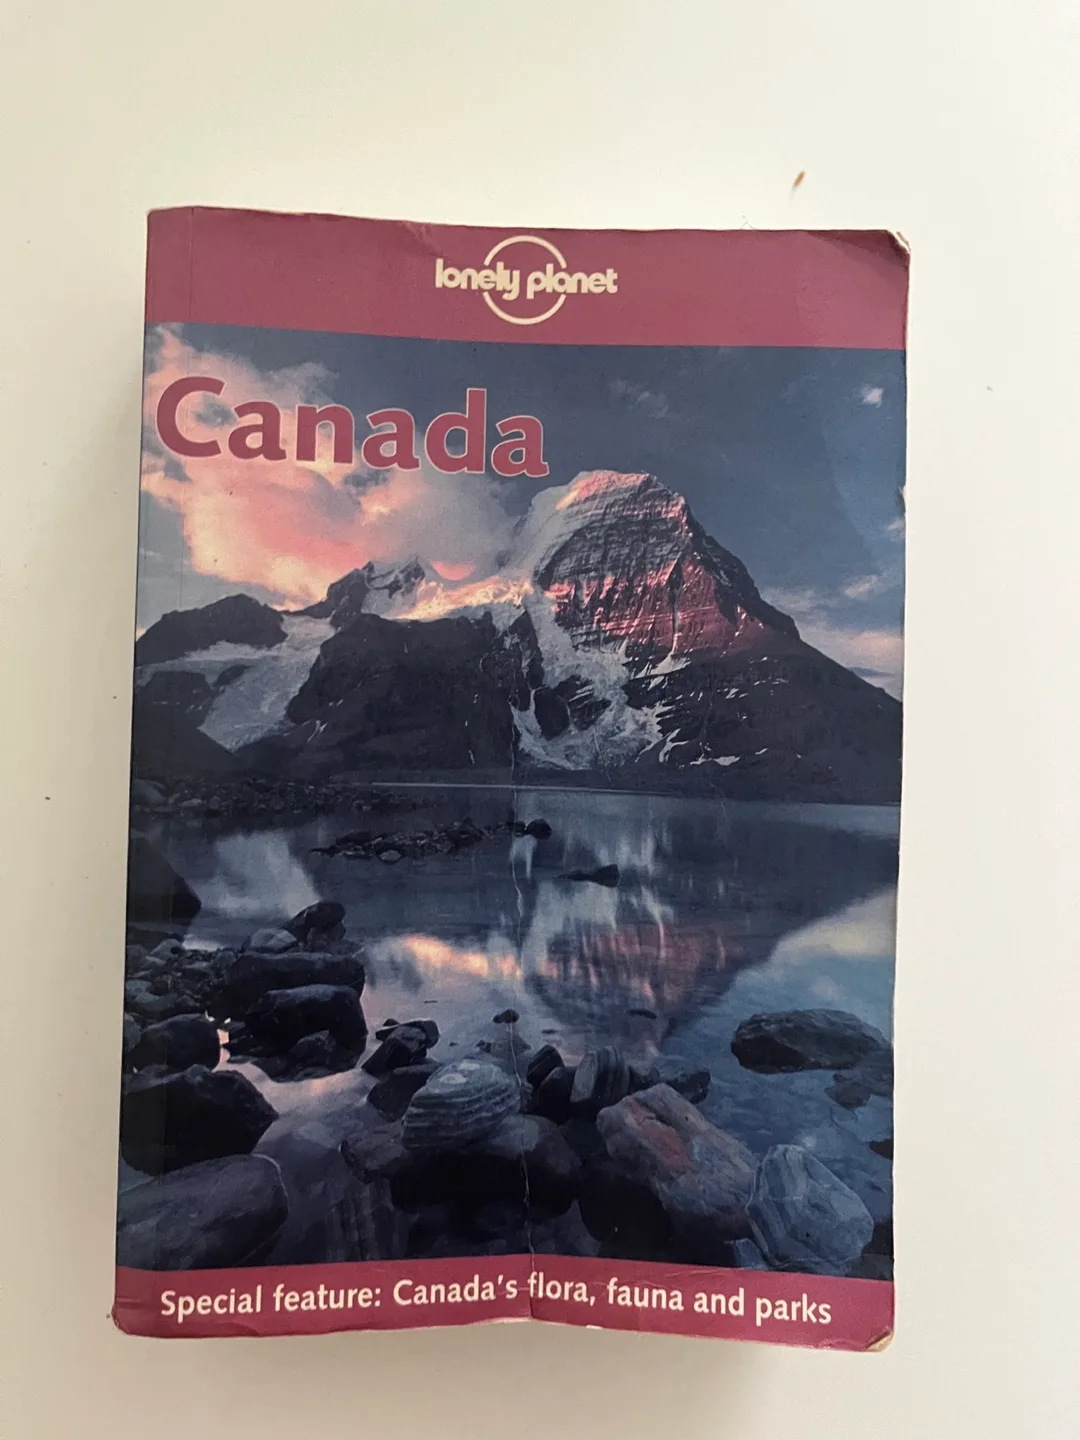 lonely planet
Canada
Special feature: Canada's flora, fauna and parks